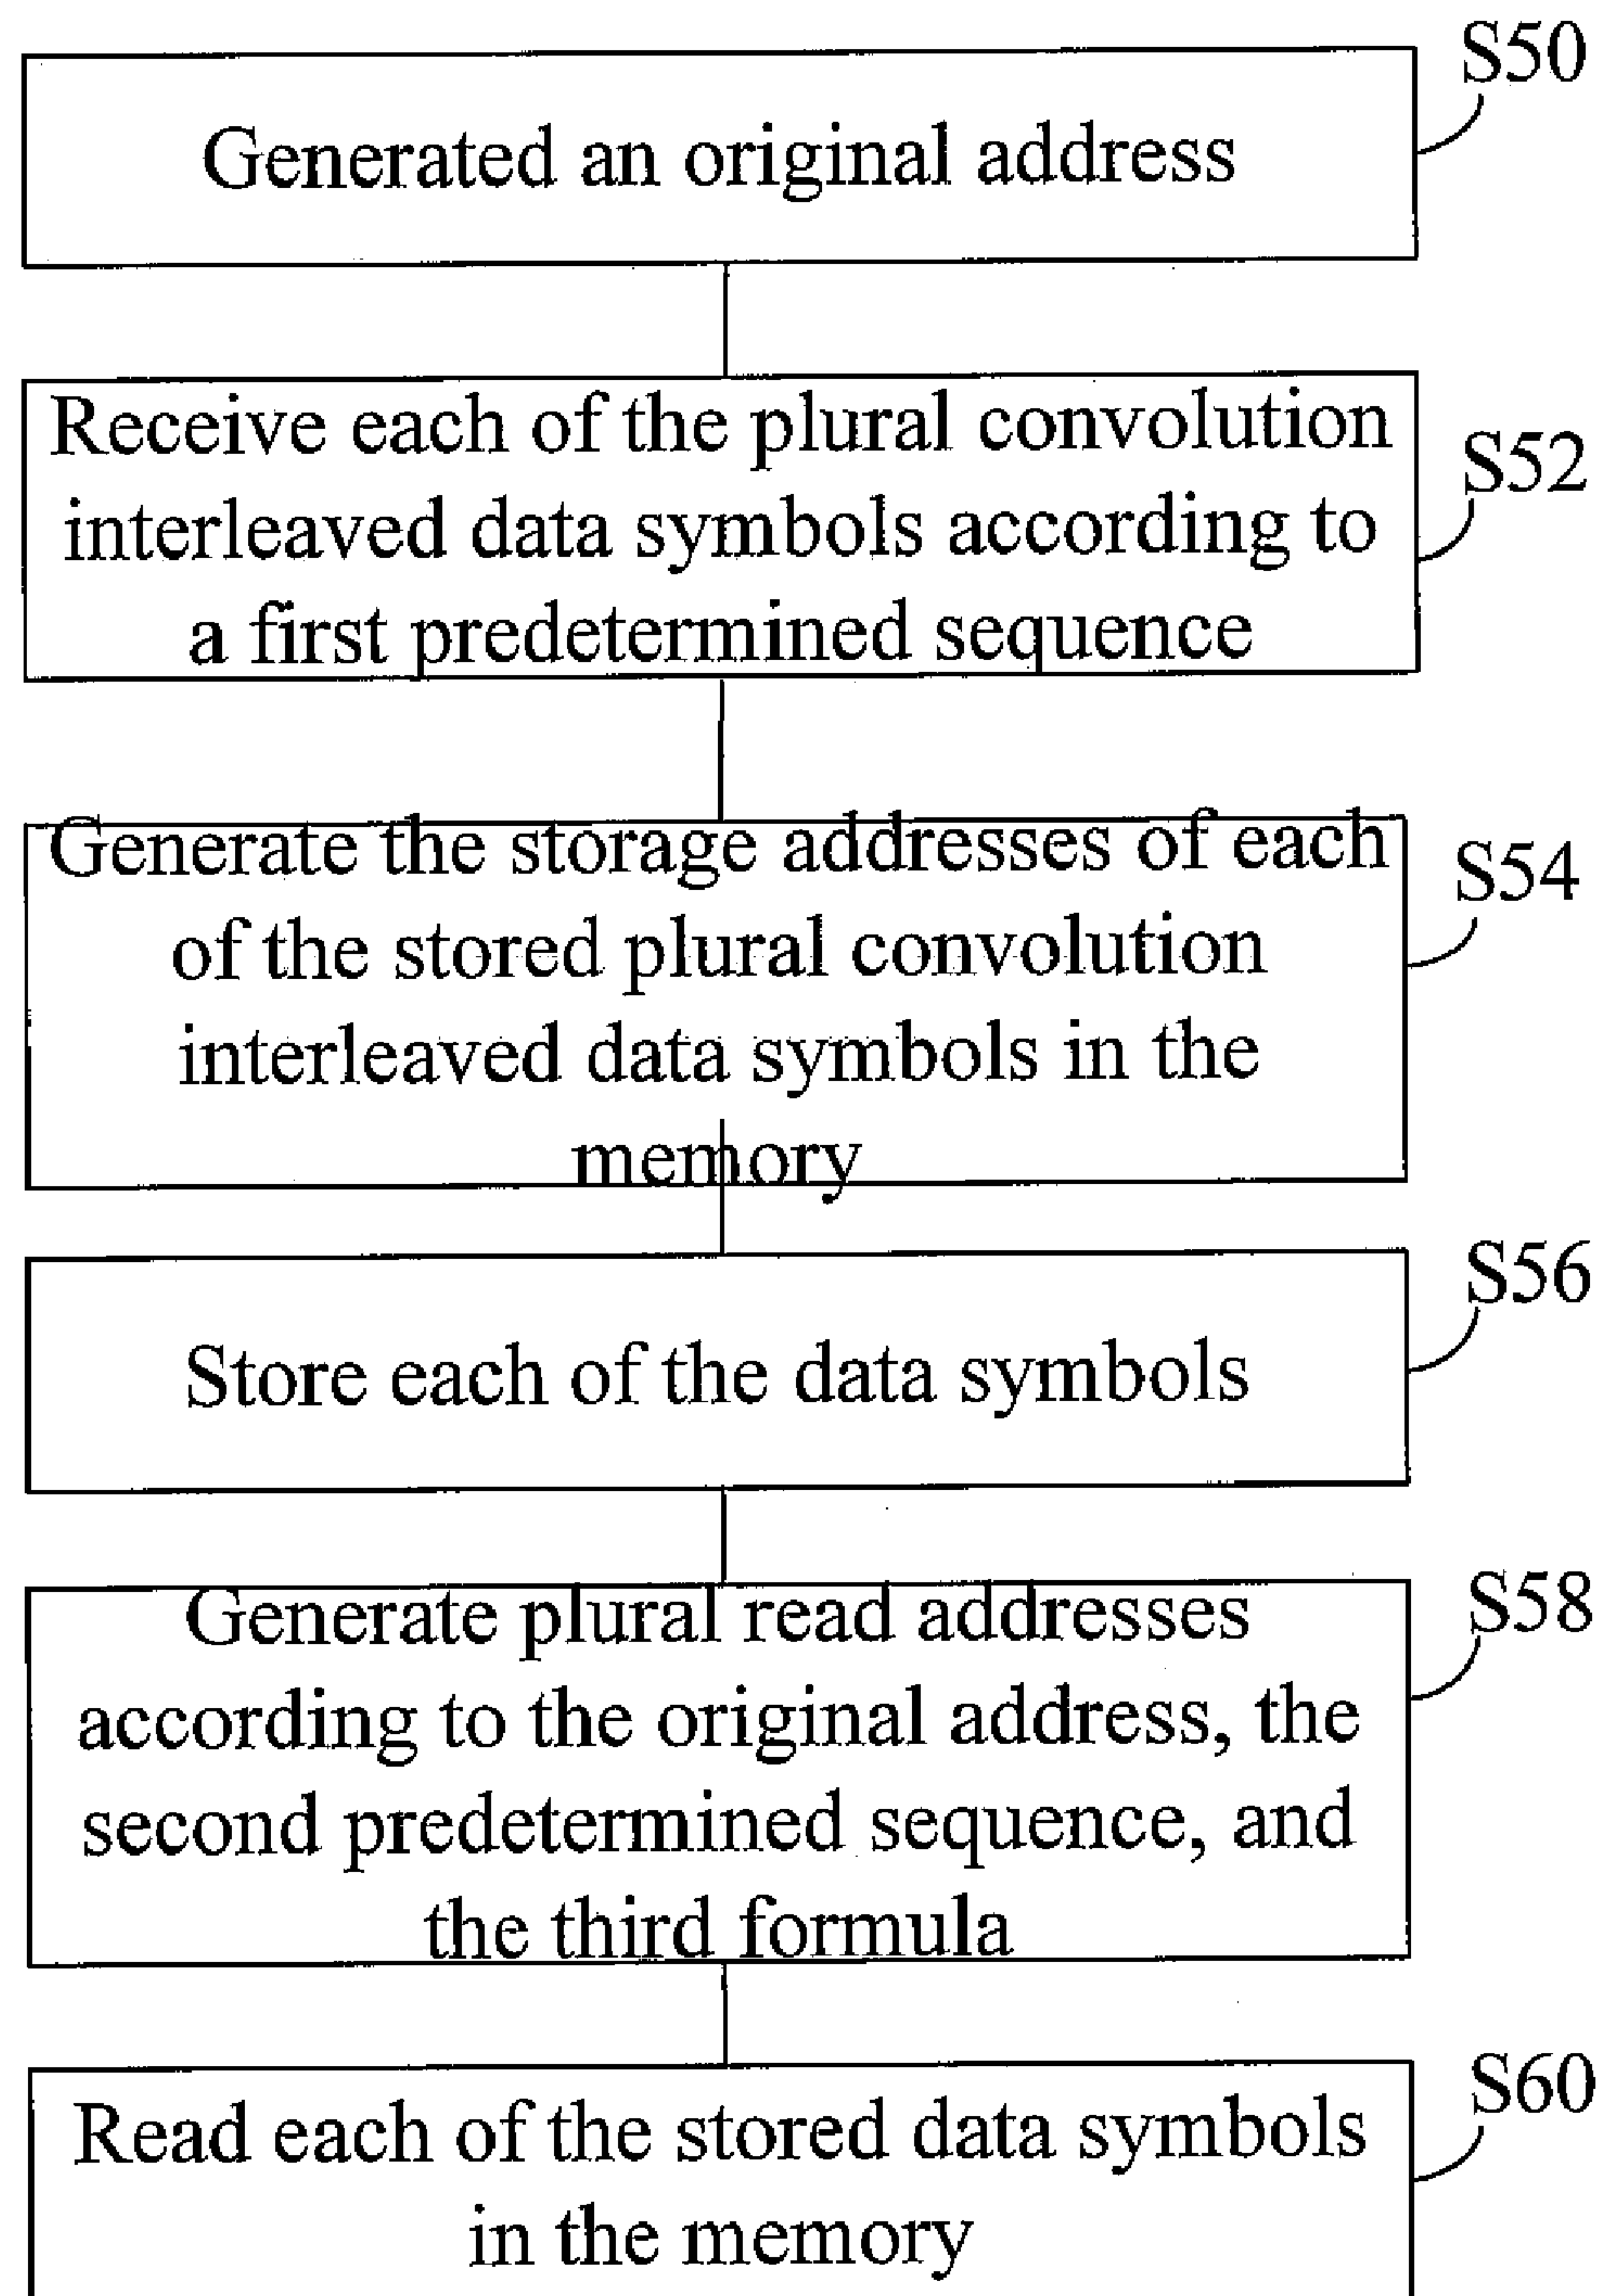 S50
Generated an original address
Receive each of the plural convolution
interleaved data symbols according to
a first predetermined sequence
S52
Generate the storage addresses of each
of the stored plural convolution
interleaved data symbols in the
memory
S54
Store each of the data symbols
S56
Generate plural read addresses
according to the original address, the
second predetermined sequence, and
the third formula
S58
Read each of the stored data symbols
in the memory
S60